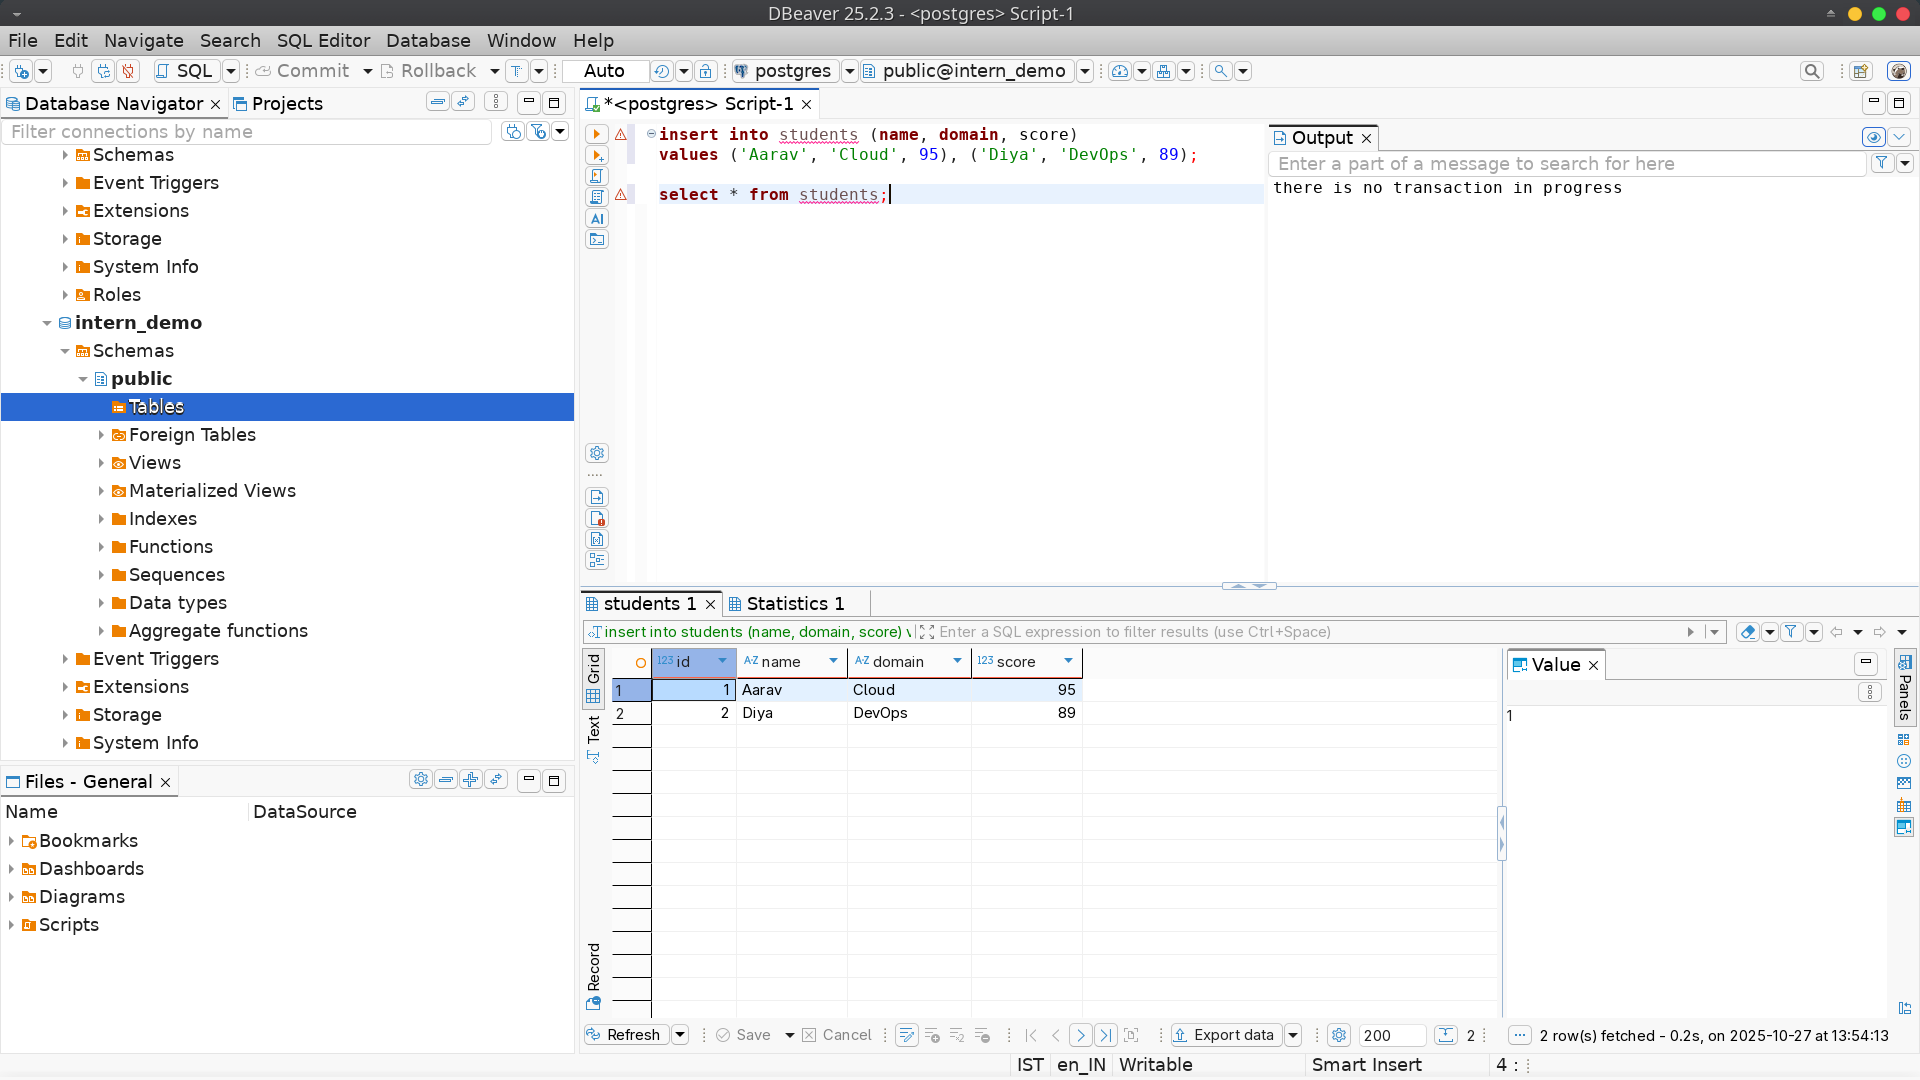 DBeaver 25.2.3 - <postgres> Script-1
File Edit Navigate Search SQL Editor Database Window Help
SQL Commit Rollback T Auto postgres public@intern_demo
Database Navigator Projects
Filter connections by name
Schemas
Event Triggers
Extensions
Storage
System Info
Roles
intern_demo
Schemas
public
Tables
Foreign Tables
Views
Materialized Views
Indexes
Functions
Sequences
Data types
Aggregate functions
Event Triggers
Extensions
Storage
System Info
Files - General
Name DataSource
Bookmarks
Dashboards
Diagrams
Scripts
*<postgres> Script-1
AI
insert into students (name, domain, score)
values ('Aarav', 'Cloud', 95), ('Diya', 'DevOps', 89);
select * from students;
Output
Enter a part of a message to search for here
there is no transaction in progress
students 1 Statistics 1
insert into students (name, domain, score) v Enter a SQL expression to filter results (use Ctrl+Space)
Grid
Text
Record
123 id A-Z name A-Z domain 123 score
1 1 Aarav Cloud 95
2 2 Diya DevOps 89
Value
1
Panels
Refresh Save Cancel Export data 200 2 2 row(s) fetched - 0.2s, on 2025-10-27 at 13:54:13
IST en_IN Writable Smart Insert 4 :